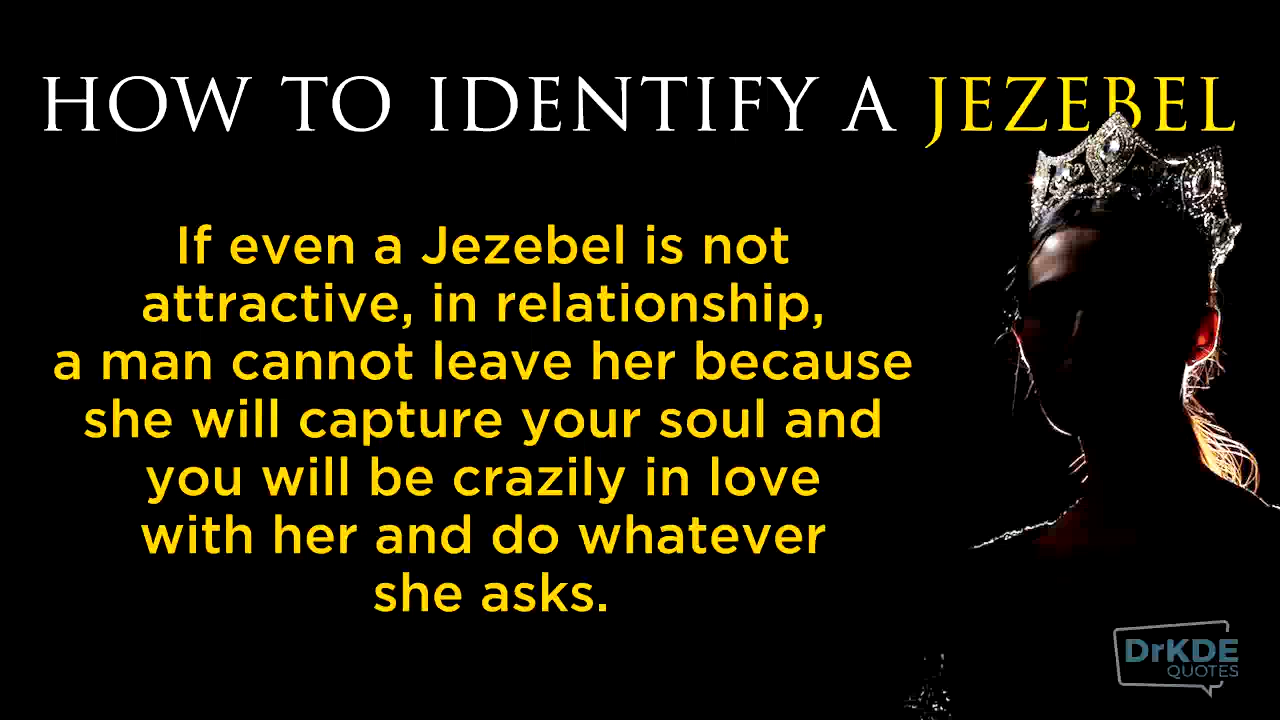 HOW TO IDENTIFY A JEZEBEL
If even a Jezebel is not
attractive, in relationship,
a man cannot leave her because
she will capture your soul and
you will be crazily in love
with her and do whatever
she asks.
DrKDE
QUOTES